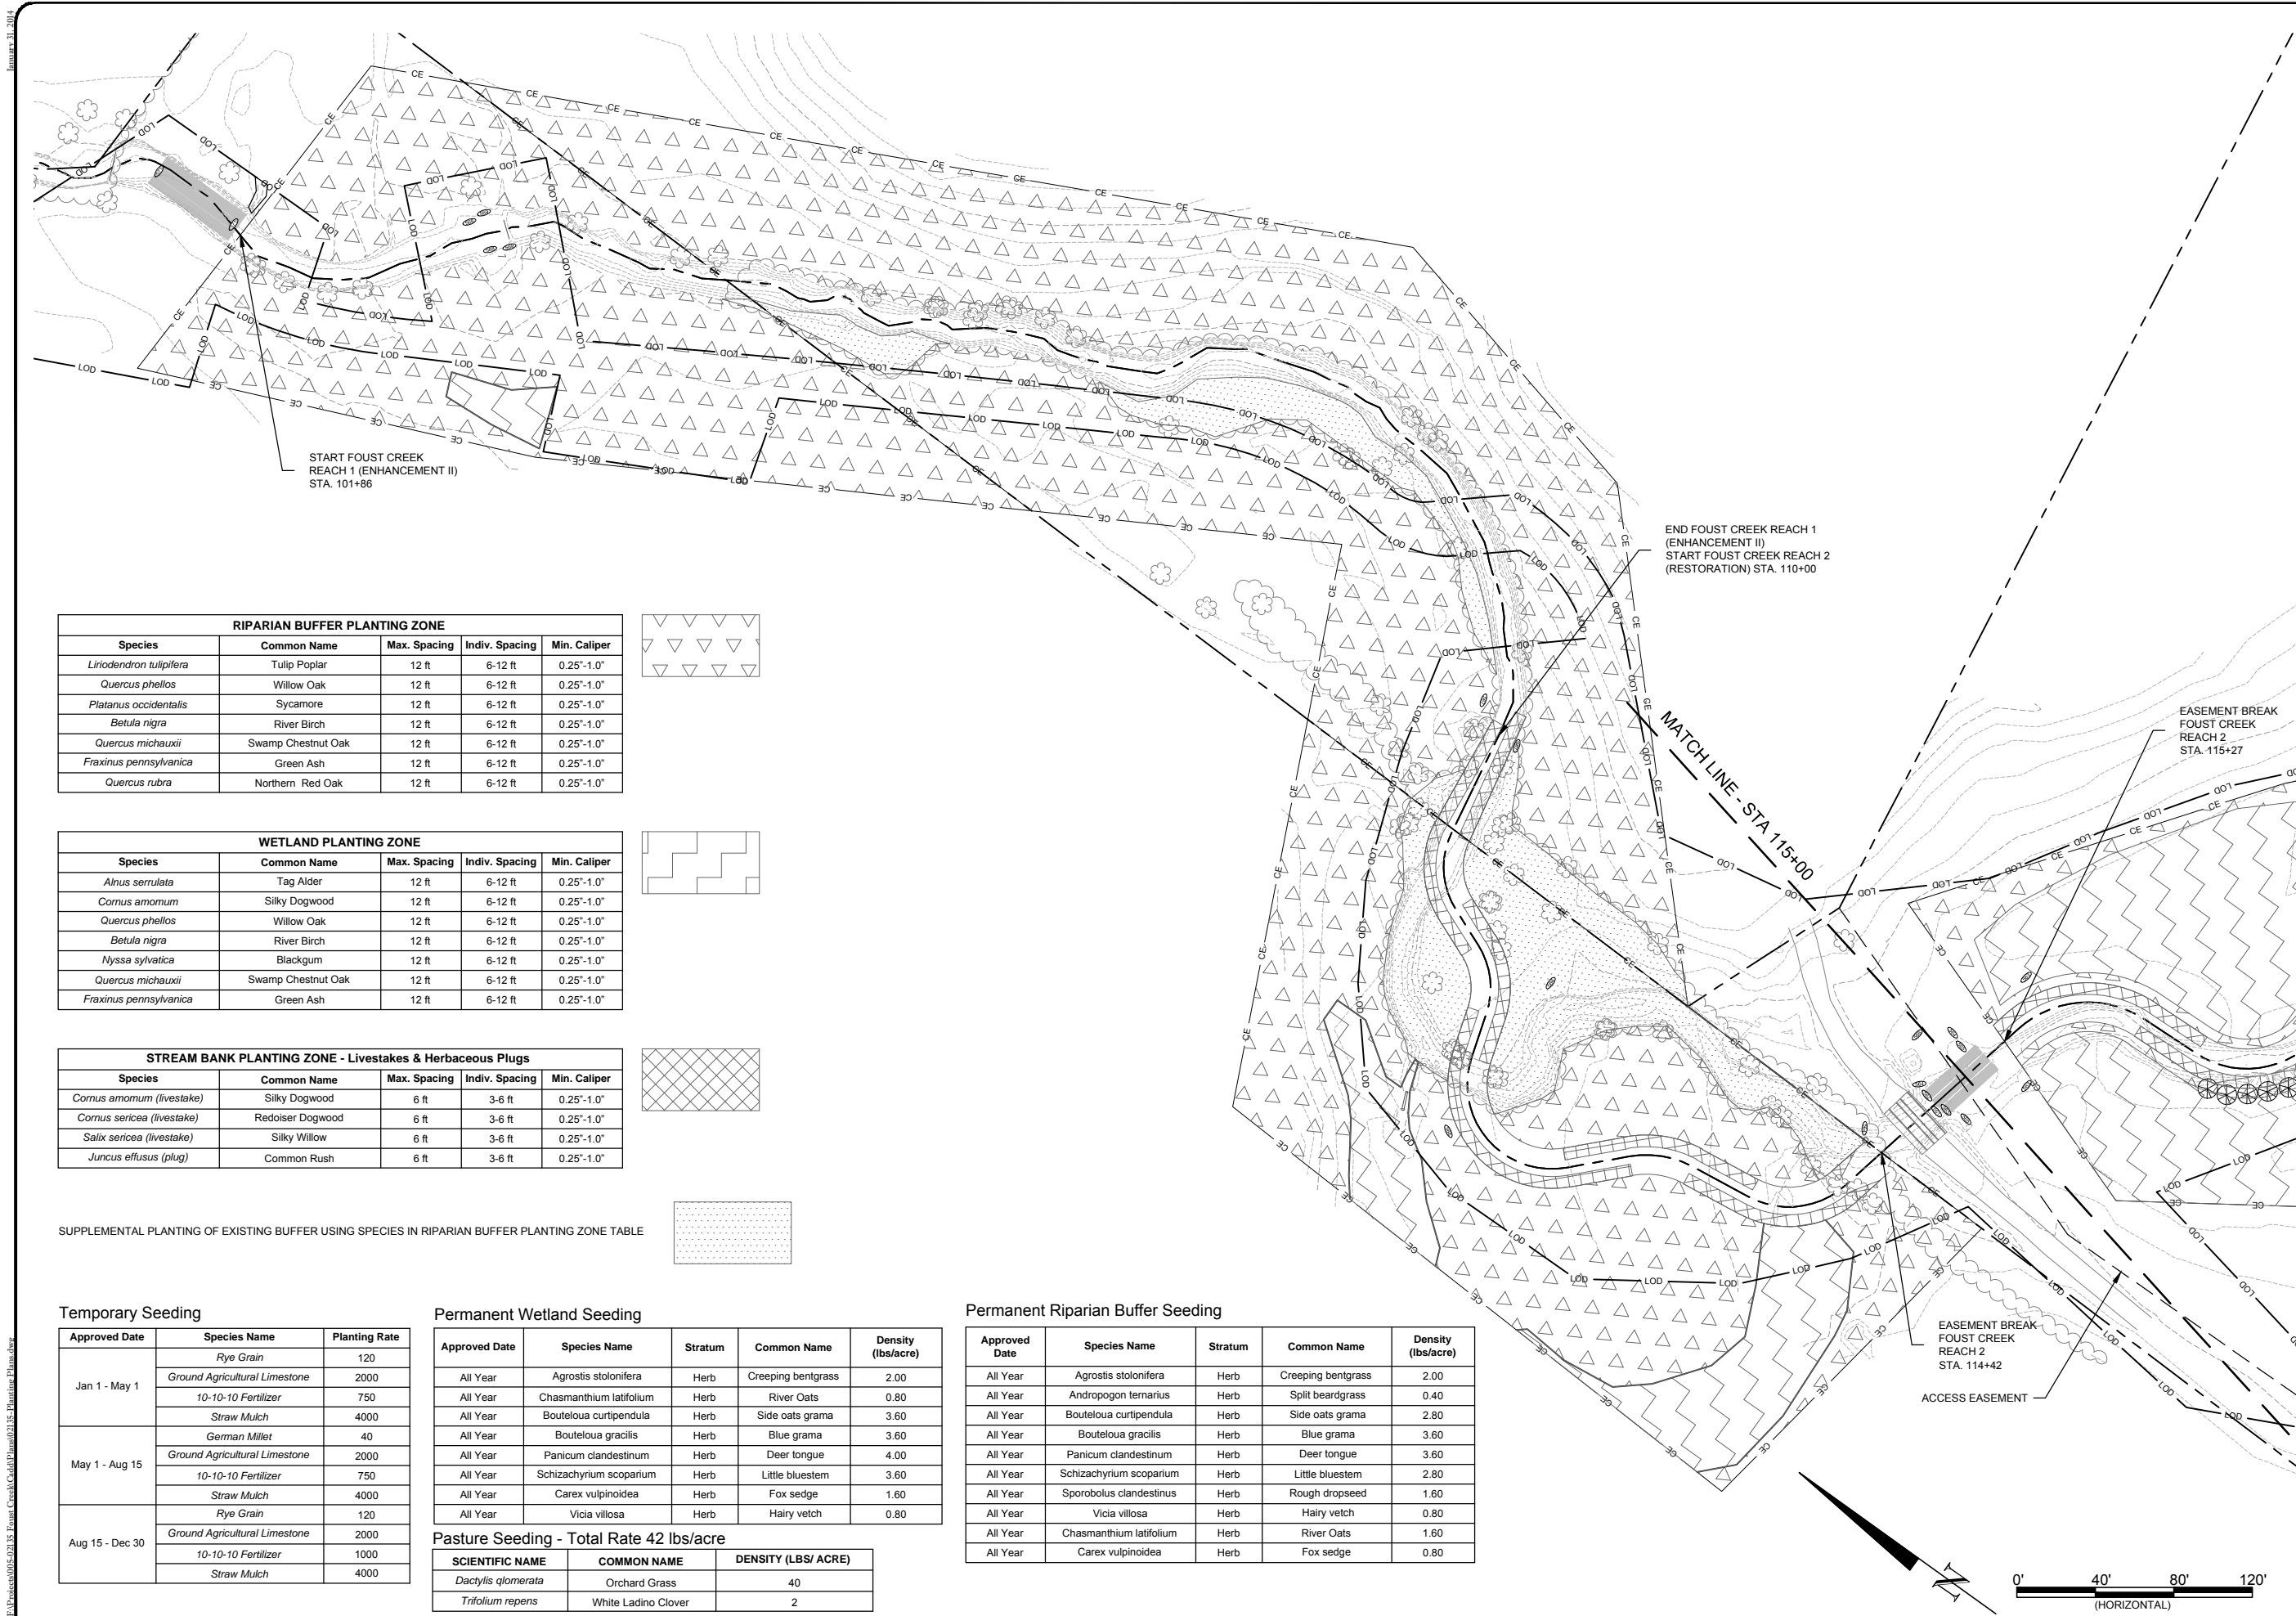 January 31, 2014
START FOUST CREEK
REACH 1 (ENHANCEMENT II)
STA. 101+86
END FOUST CREEK REACH 1
(ENHANCEMENT II)
START FOUST CREEK REACH 2
(RESTORATION) STA. 110+00
MATCH LINE - STA 115+00
EASEMENT BREAK
FOUST CREEK
REACH 2
STA. 115+27
RIPARIAN BUFFER PLANTING ZONE
Species Common Name Max. Spacing Indiv. Spacing Min. Caliper
Liriodendron tulipifera Tulip Poplar 12 ft 6-12 ft 0.25"-1.0"
Quercus phellos Willow Oak 12 ft 6-12 ft 0.25"-1.0"
Platanus occidentalis Sycamore 12 ft 6-12 ft 0.25"-1.0"
Betula nigra River Birch 12 ft 6-12 ft 0.25"-1.0"
Quercus michauxii Swamp Chestnut Oak 12 ft 6-12 ft 0.25"-1.0"
Fraxinus pennsylvanica Green Ash 12 ft 6-12 ft 0.25"-1.0"
Quercus rubra Northern Red Oak 12 ft 6-12 ft 0.25"-1.0"
WETLAND PLANTING ZONE
Species Common Name Max. Spacing Indiv. Spacing Min. Caliper
Alnus serrulata Tag Alder 12 ft 6-12 ft 0.25"-1.0"
Cornus amomum Silky Dogwood 12 ft 6-12 ft 0.25"-1.0"
Quercus phellos Willow Oak 12 ft 6-12 ft 0.25"-1.0"
Betula nigra River Birch 12 ft 6-12 ft 0.25"-1.0"
Nyssa sylvatica Blackgum 12 ft 6-12 ft 0.25"-1.0"
Quercus michauxii Swamp Chestnut Oak 12 ft 6-12 ft 0.25"-1.0"
Fraxinus pennsylvanica Green Ash 12 ft 6-12 ft 0.25"-1.0"
STREAM BANK PLANTING ZONE - Livestakes & Herbaceous Plugs
Species Common Name Max. Spacing Indiv. Spacing Min. Caliper
Cornus amomum (livestake) Silky Dogwood 6 ft 3-6 ft 0.25"-1.0"
Cornus sericea (livestake) Redoiser Dogwood 6 ft 3-6 ft 0.25"-1.0"
Salix sericea (livestake) Silky Willow 6 ft 3-6 ft 0.25"-1.0"
Juncus effusus (plug) Common Rush 6 ft 3-6 ft 0.25"-1.0"
SUPPLEMENTAL PLANTING OF EXISTING BUFFER USING SPECIES IN RIPARIAN BUFFER PLANTING ZONE TABLE
Temporary Seeding
Approved Date Species Name Planting Rate
Jan 1 - May 1
Rye Grain 120
Ground Agricultural Limestone 2000
10-10-10 Fertilizer 750
Straw Mulch 4000
May 1 - Aug 15
German Millet 40
Ground Agricultural Limestone 2000
10-10-10 Fertilizer 750
Straw Mulch 4000
Aug 15 - Dec 30
Rye Grain 120
Ground Agricultural Limestone 2000
10-10-10 Fertilizer 1000
Straw Mulch 4000
Permanent Wetland Seeding
Approved Date Species Name Stratum Common Name Density (lbs/acre)
All Year Agrostis stolonifera Herb Creeping bentgrass 2.00
All Year Chasmanthium latifolium Herb River Oats 0.80
All Year Bouteloua curtipendula Herb Side oats grama 3.60
All Year Bouteloua gracilis Herb Blue grama 3.60
All Year Panicum clandestinum Herb Deer tongue 4.00
All Year Schizachyrium scoparium Herb Little bluestem 3.60
All Year Carex vulpinoidea Herb Fox sedge 1.60
All Year Vicia villosa Herb Hairy vetch 0.80
Pasture Seeding - Total Rate 42 lbs/acre
SCIENTIFIC NAME COMMON NAME DENSITY (LBS/ ACRE)
Dactylis qlomerata Orchard Grass 40
Trifolium repens White Ladino Clover 2
Permanent Riparian Buffer Seeding
Approved Date Species Name Stratum Common Name Density (lbs/acre)
All Year Agrostis stolonifera Herb Creeping bentgrass 2.00
All Year Andropogon ternarius Herb Split beardgrass 0.40
All Year Bouteloua curtipendula Herb Side oats grama 2.80
All Year Bouteloua gracilis Herb Blue grama 3.60
All Year Panicum clandestinum Herb Deer tongue 3.60
All Year Schizachyrium scoparium Herb Little bluestem 2.80
All Year Sporobolus clandestinus Herb Rough dropseed 1.60
All Year Vicia villosa Herb Hairy vetch 0.80
All Year Chasmanthium latifolium Herb River Oats 1.60
All Year Carex vulpinoidea Herb Fox sedge 0.80
EASEMENT BREAK
FOUST CREEK
REACH 2
STA. 114+42
ACCESS EASEMENT
N
0' 40' 80' 120'
(HORIZONTAL)
CE
LOD